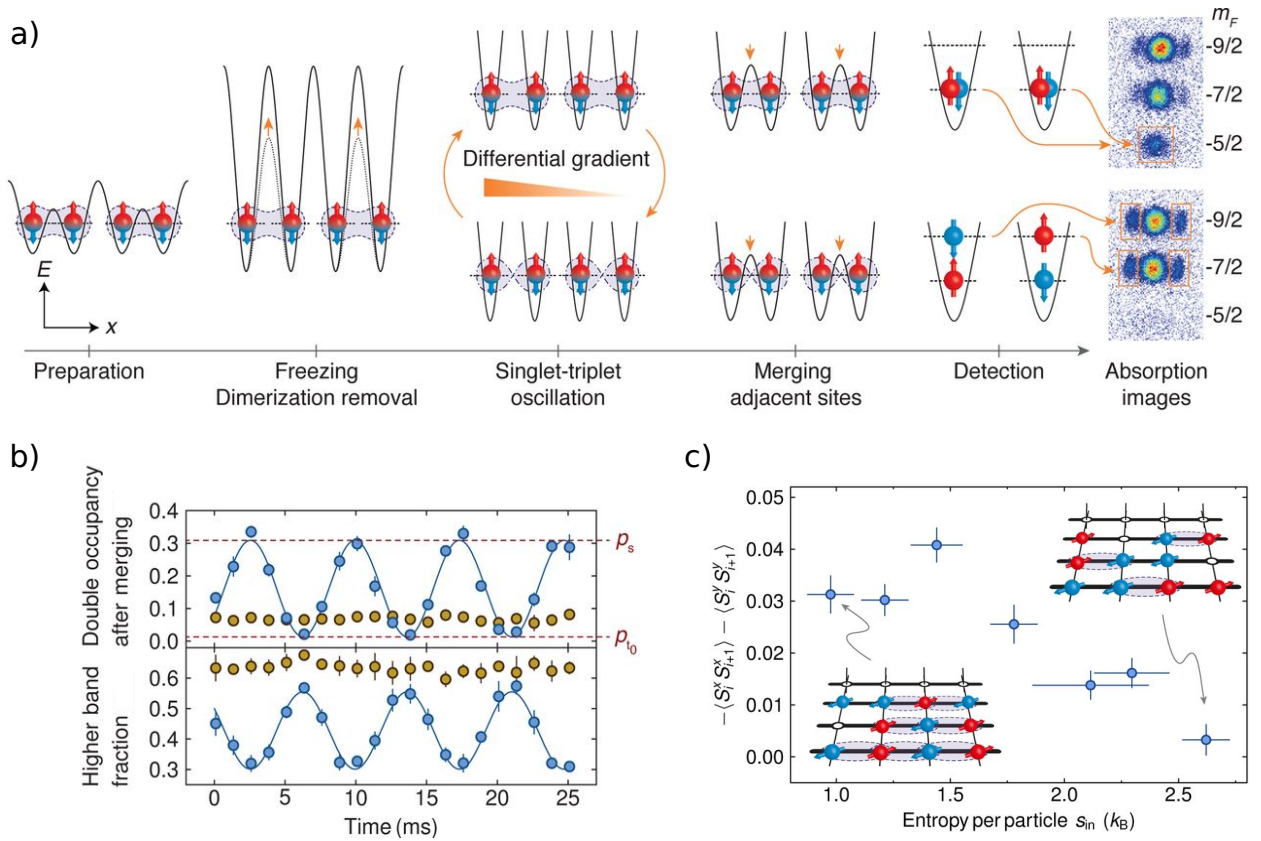 a)
m_F
-9/2
-7/2
-5/2
Differential gradient
-9/2
-7/2
-5/2
E
x
Preparation
Freezing
Dimerization removal
Singlet-triplet
oscillation
Merging
adjacent sites
Detection
Absorption
images
b)
Double occupancy
after merging
0.4
0.3
0.2
0.1
0.0
p_s
p_t_0
Higher band
fraction
0.6
0.5
0.4
0.3
0
5
10
15
20
25
Time (ms)
c)
−⟨S_i^x S_{i+1}^x⟩ − ⟨S_i^y S_{i+1}^y⟩
0.05
0.04
0.03
0.02
0.01
0.00
1.0
1.5
2.0
2.5
Entropy per particle s_in (k_B)